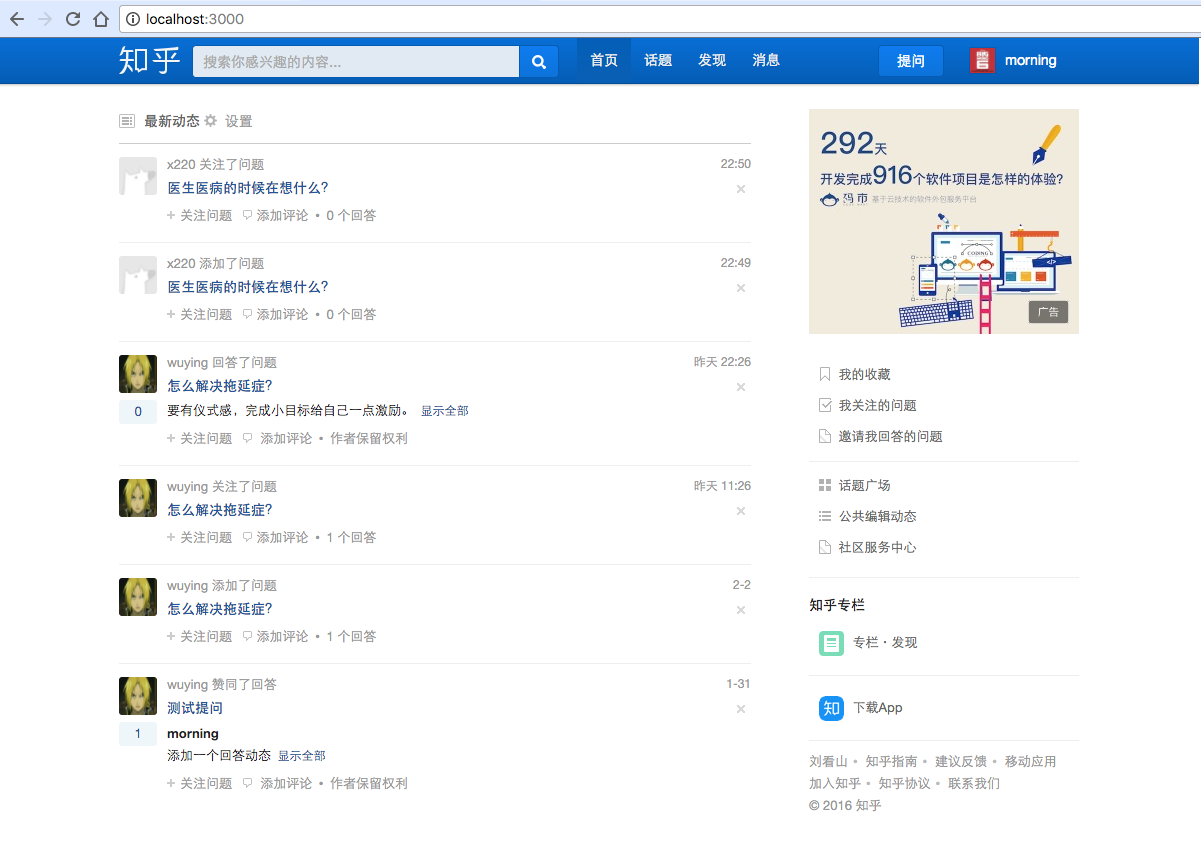 localhost:3000
知乎 搜索你感兴趣的内容... 首页 话题 发现 消息 提问 morning
最新动态 设置
x220 关注了问题 22:50
医生医病的时候在想什么?
+ 关注问题 添加评论 • 0 个回答
x220 添加了问题 22:49
医生医病的时候在想什么?
+ 关注问题 添加评论 • 0 个回答
wuying 回答了问题 昨天 22:26
怎么解决拖延症?
0 要有仪式感，完成小目标给自己一点激励。 显示全部
+ 关注问题 添加评论 • 作者保留权利
wuying 关注了问题 昨天 11:26
怎么解决拖延症?
+ 关注问题 添加评论 • 1 个回答
wuying 添加了问题 2-2
怎么解决拖延症?
+ 关注问题 添加评论 • 1 个回答
wuying 赞同了回答 1-31
测试提问
1 morning
添加一个回答动态 显示全部
+ 关注问题 添加评论 • 作者保留权利
292天
开发完成916个软件项目是怎样的体验?
码市 基于云技术的软件外包服务平台
CODING
</>
广告
我的收藏
我关注的问题
邀请我回答的问题
话题广场
公共编辑动态
社区服务中心
知乎专栏
专栏・发现
知 下载App
刘看山 • 知乎指南 • 建议反馈 • 移动应用
加入知乎 • 知乎协议 • 联系我们
© 2016 知乎